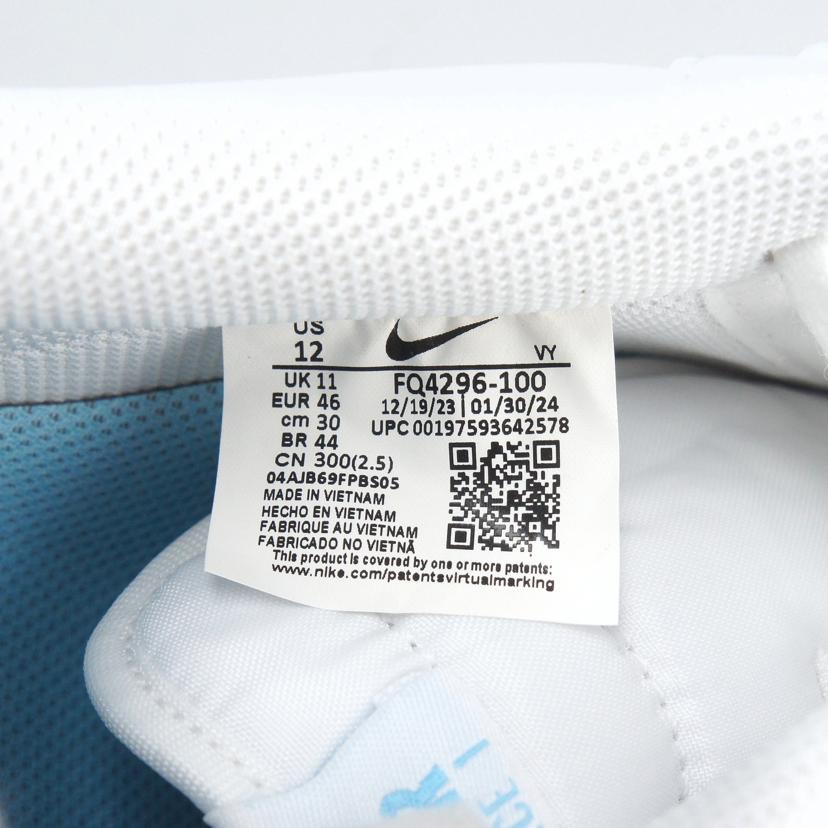 US
12
VY
UK 11
EUR 46
cm 30
BR 44
CN 300(2.5)
FQ4296-100
12/19/23 | 01/30/24
UPC 00197593642578
04AJB69FPBS05
MADE IN VIETNAM
HECHO EN VIETNAM
FABRIQUE AU VIETNAM
FABRICADO NO VIETNÃ
This product is covered by one or more patents:
www.nike.com/patentsvirtualmarking